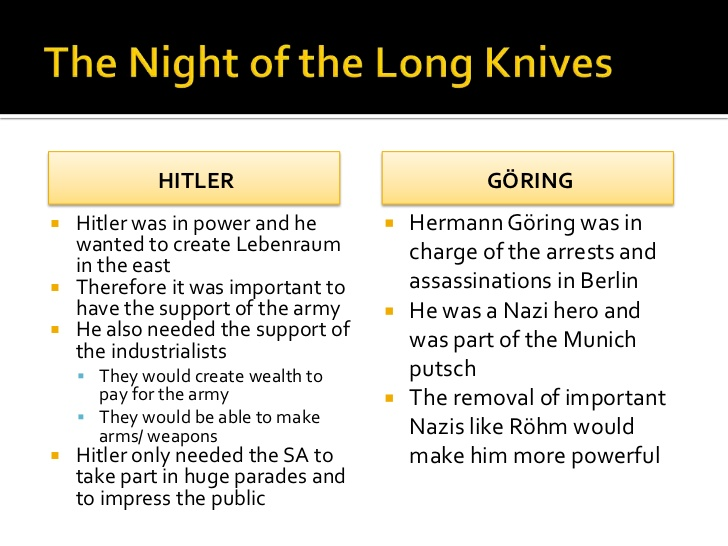 The Night of the Long Knives
HITLER
Hitler was in power and he
wanted to create Lebenraum
in the east
Therefore it was important to
have the support of the army
He also needed the support of
the industrialists
They would create wealth to
pay for the army
They would be able to make
arms/ weapons
Hitler only needed the SA to
take part in huge parades and
to impress the public
GÖRING
Hermann Göring was in
charge of the arrests and
assassinations in Berlin
He was a Nazi hero and
was part of the Munich
putsch
The removal of important
Nazis like Röhm would
make him more powerful